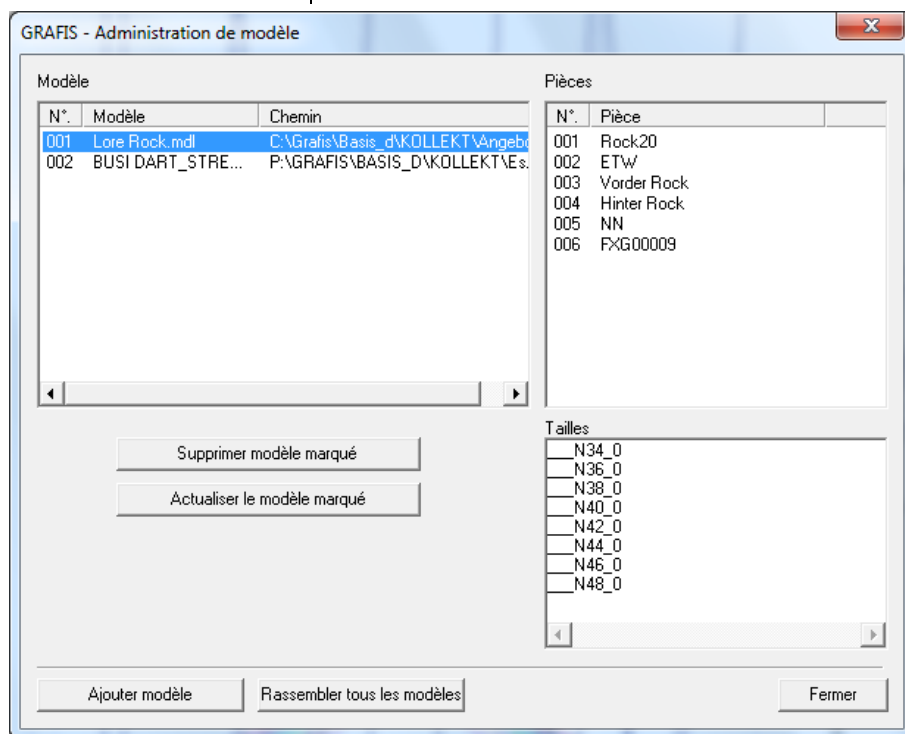 GRAFIS - Administration de modèle
Modèle
N°. Modèle Chemin
001 Lore Rock.mdl C:\Grafis\Basis_d\KOLLEKT\Angebo
002 BUSI DART_STRE... P:\GRAFIS\BASIS_D\KOLLEKT\Es.
Supprimer modèle marqué
Actualiser le modèle marqué
Pièces
N°. Pièce
001 Rock20
002 ETW
003 Vorder Rock
004 Hinter Rock
005 NN
006 FXG00009
Tailles
___N34_0
___N36_0
___N38_0
___N40_0
___N42_0
___N44_0
___N46_0
___N48_0
Ajouter modèle
Rassembler tous les modèles
Fermer